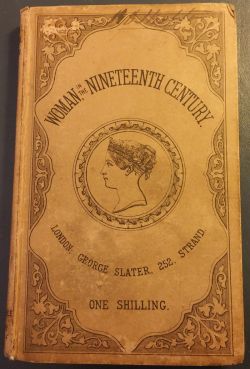 WOMAN IN THE NINETEENTH CENTURY.
LONDON, GEORGE SLATER, 252, STRAND
ONE SHILLING.